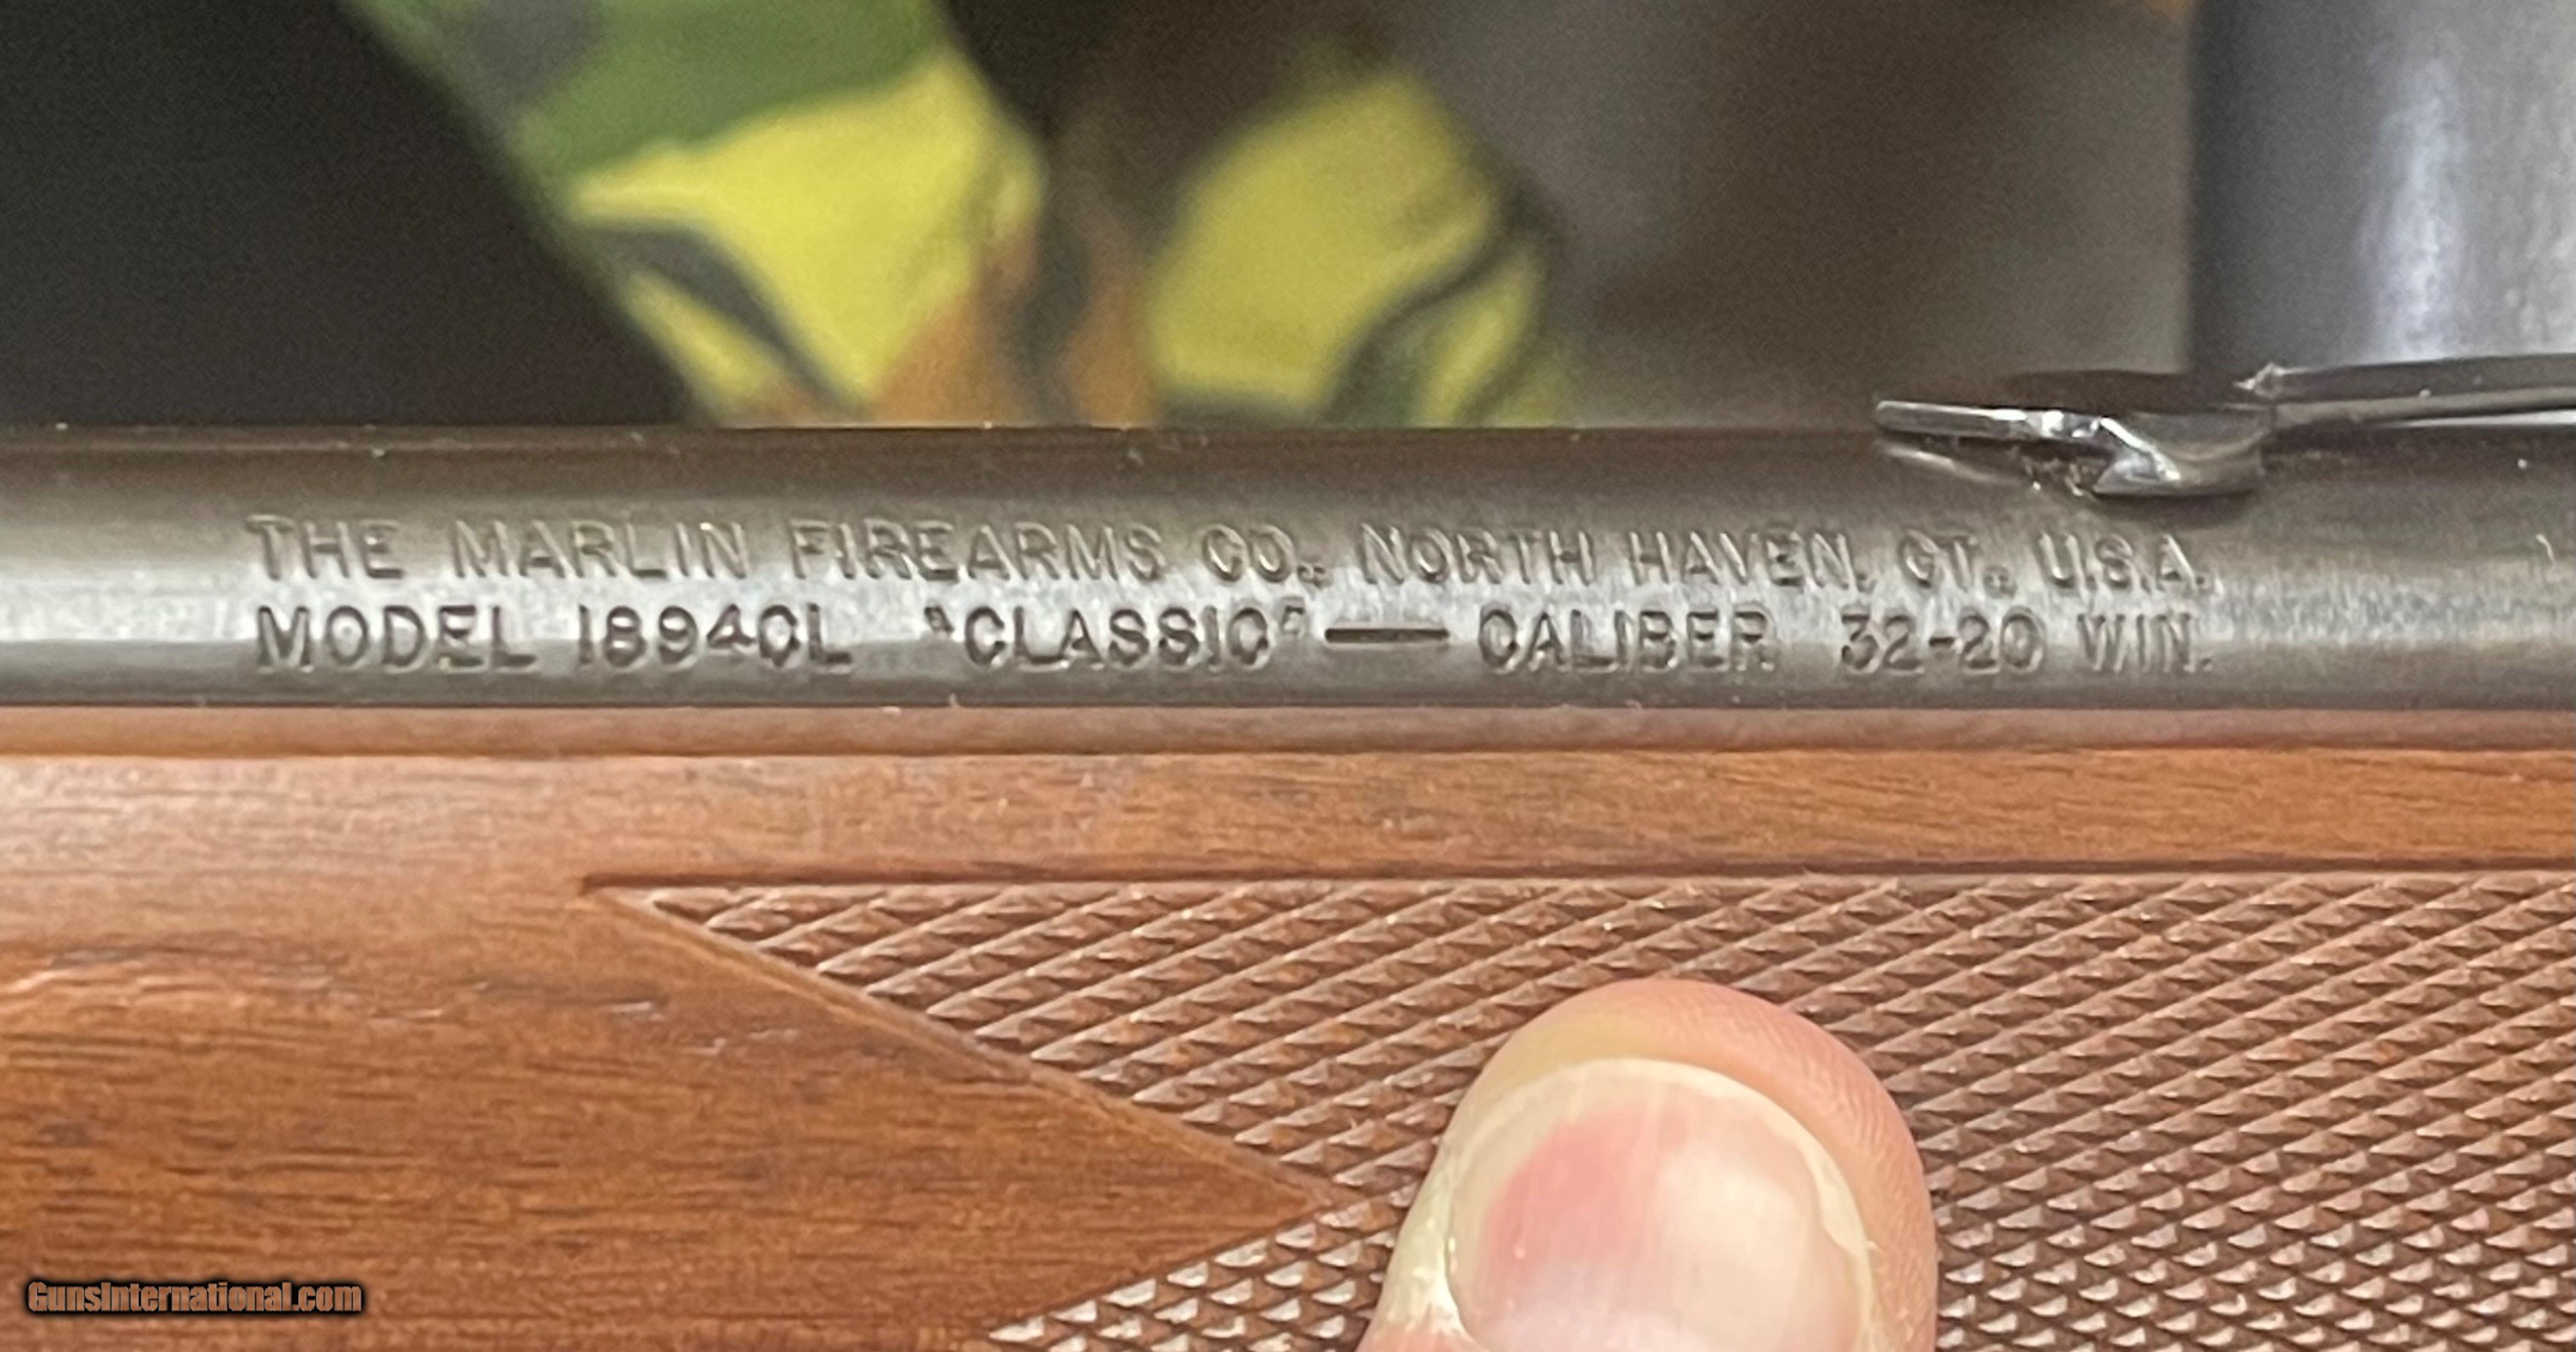 THE MARLIN FIREARMS CO., NORTH HAVEN, CT., U.S.A.
MODEL 1894CL "CLASSIC" — CALIBER 32-20 WIN.
GunsInternational.com